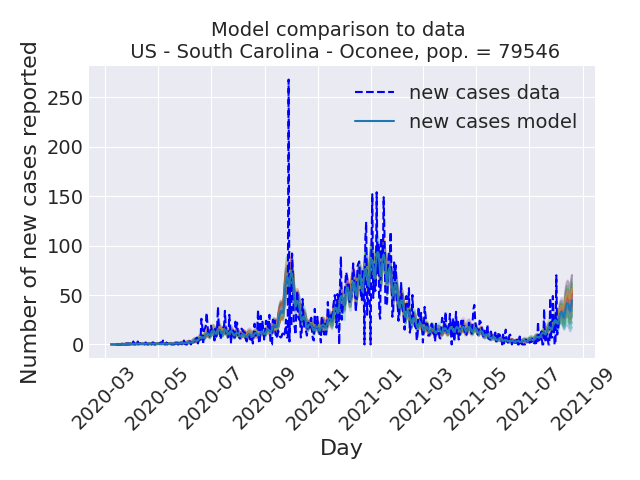 Model comparison to data
US - South Carolina - Oconee, pop. = 79546
Number of new cases reported
250
200
150
100
50
0
new cases data
new cases model
2020-03
2020-05
2020-07
2020-09
2020-11
2021-01
2021-03
2021-05
2021-07
2021-09
Day